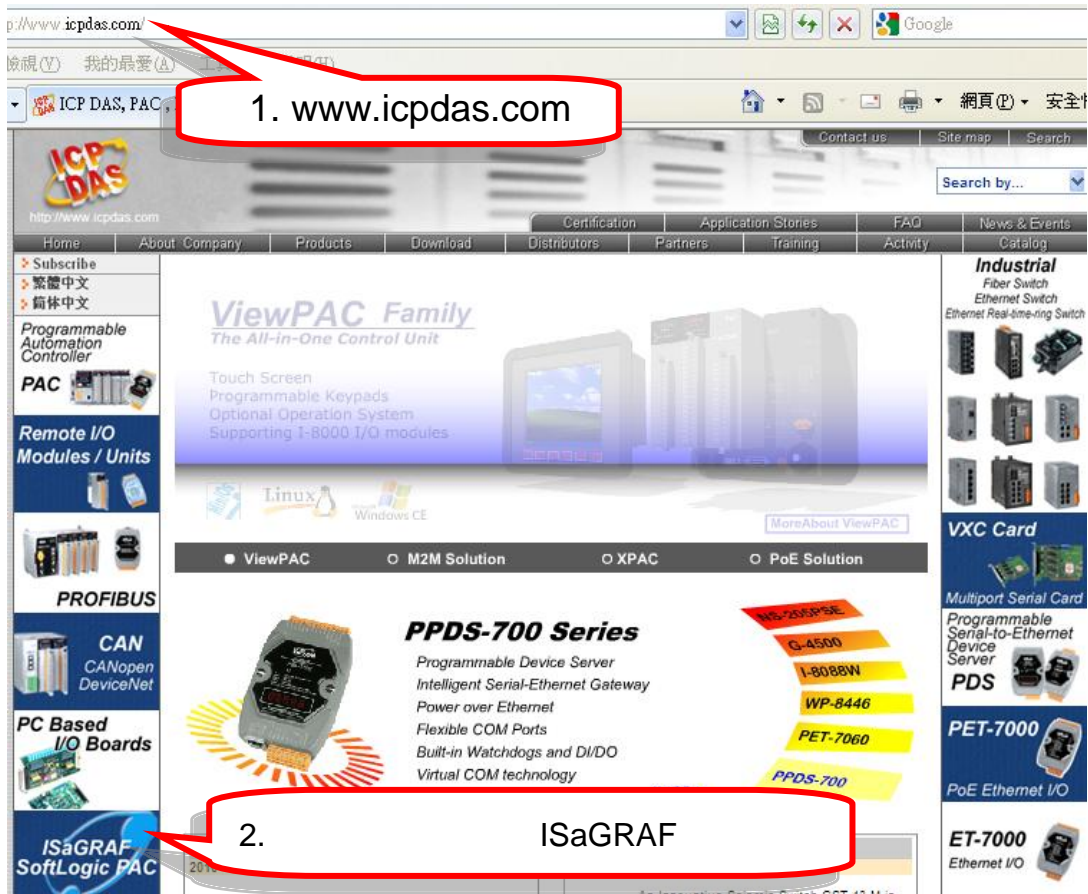 p://www.icpdas.com/
Google
檢視(V) 我的最愛(A)
1. www.icpdas.com
ICP DAS, PAC,
網頁(P)
ICP DAS
http://www.icpdas.com
Contact us
Site map
Search
Search by...
Certification
Application Stories
FAQ
News & Events
Home
About Company
Products
Download
Distributors
Partners
Training
Activity
Catalog
Subscribe
繁體中文
简体中文
Programmable
Automation
Controller
PAC
Remote I/O
Modules / Units
PROFIBUS
CAN
CANopen
DeviceNet
PC Based
I/O Boards
ISaGRAF
SoftLogic PAC
ViewPAC Family
The All-in-One Control Unit
Touch Screen
Programmable Keypads
Optional Operation System
Supporting I-8000 I/O modules
Linux
Windows CE
MoreAbout ViewPAC
ViewPAC
M2M Solution
XPAC
PoE Solution
PPDS-700 Series
Programmable Device Server
Intelligent Serial-Ethernet Gateway
Power over Ethernet
Flexible COM Ports
Built-in Watchdogs and DI/DO
Virtual COM technology
NS-205PSE
G-4500
I-8088W
WP-8446
PET-7060
PPDS-700
2. ISaGRAF
Industrial
Fiber Switch
Ethernet Switch
Ethernet Real-time-ring Switch
VXC Card
Multiport Serial Card
Programmable
Serial-to-Ethernet
Device
Server
PDS
PET-7000
PoE Ethernet I/O
ET-7000
Ethernet I/O